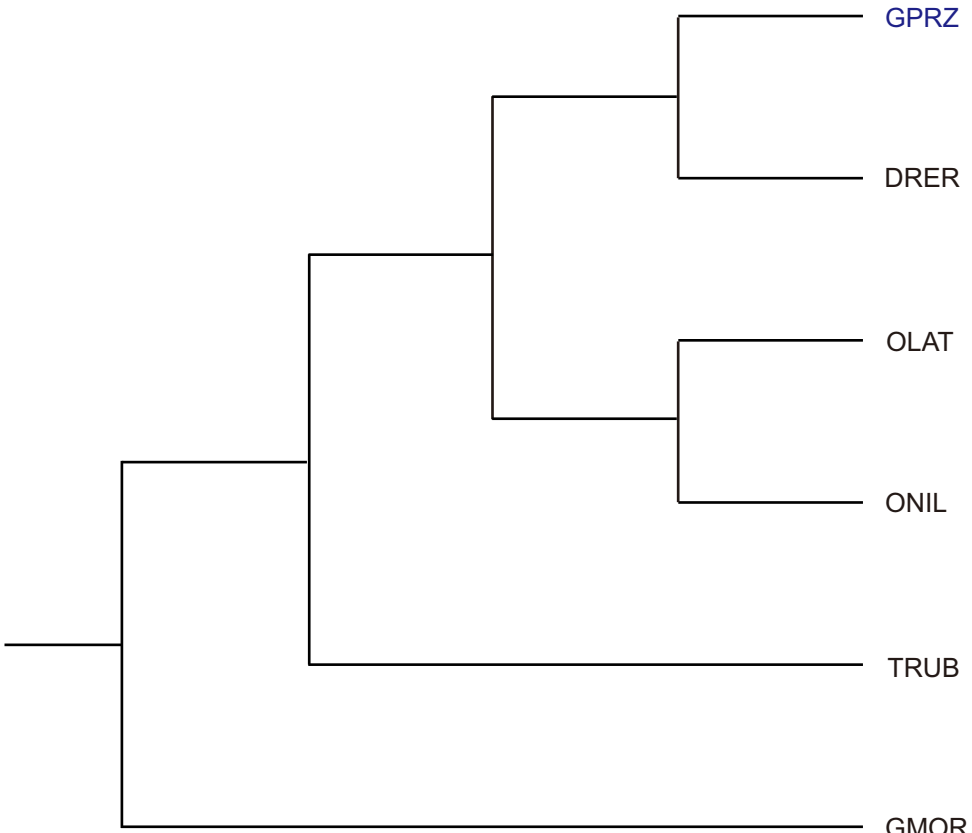 GPRZ
DRER
OLAT
ONIL
TRUB
GMOR